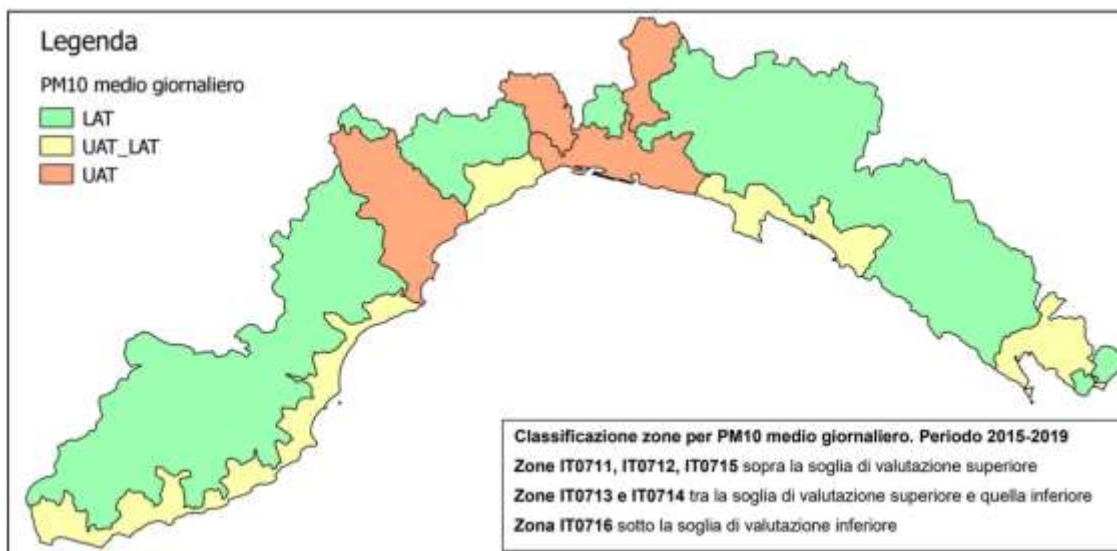 Legenda
PM10 medio giornaliero
LAT
UAT_LAT
UAT
Classificazione zone per PM10 medio giornaliero. Periodo 2015-2019
Zone IT0711, IT0712, IT0715 sopra la soglia di valutazione superiore
Zone IT0713 e IT0714 tra la soglia di valutazione superiore e quella inferiore
Zona IT0716 sotto la soglia di valutazione inferiore